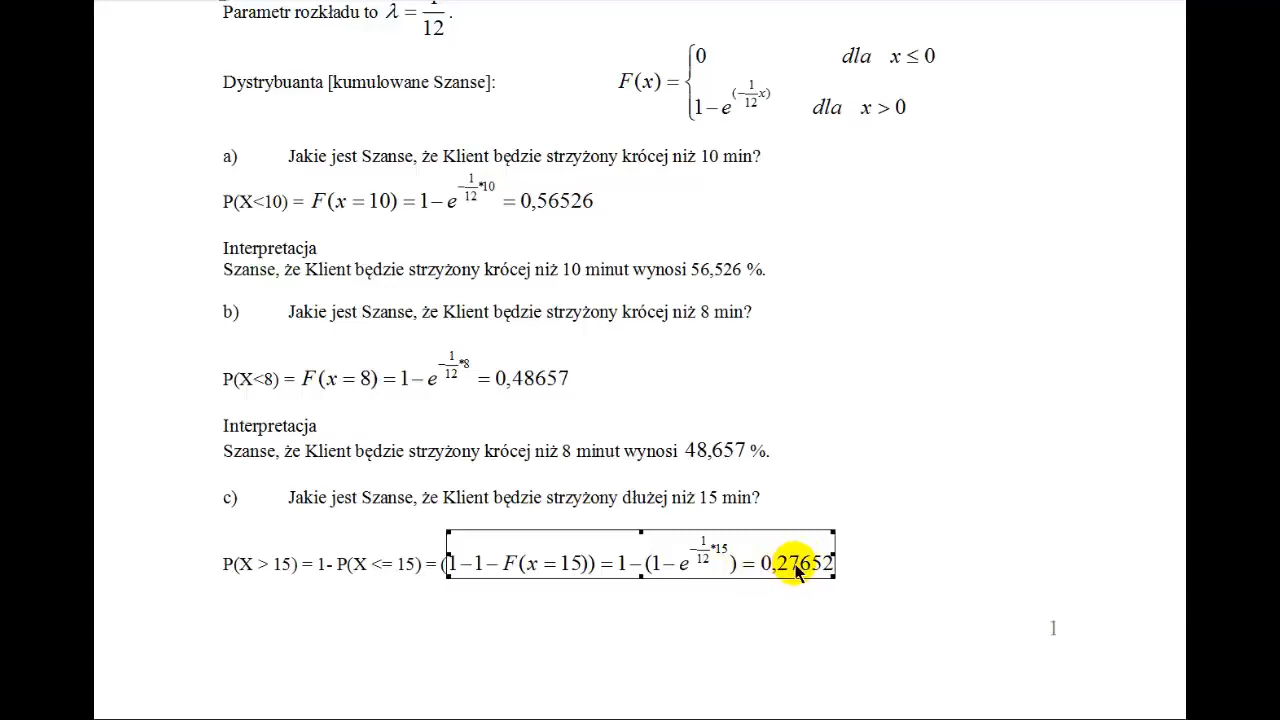 Parametr rozkładu to λ = 1/12 .
Dystrybuanta [kumulowane Szanse]: F(x) = { 0 dla x ≤ 0
1 − e^(−1/12 x) dla x > 0
a) Jakie jest Szanse, że Klient będzie strzyżony krócej niż 10 min?
P(X<10) = F(x = 10) = 1 − e^−1/12*10 = 0,56526
Interpretacja
Szanse, że Klient będzie strzyżony krócej niż 10 minut wynosi 56,526 %.
b) Jakie jest Szanse, że Klient będzie strzyżony krócej niż 8 min?
P(X<8) = F(x = 8) = 1 − e^−1/12*8 = 0,48657
Interpretacja
Szanse, że Klient będzie strzyżony krócej niż 8 minut wynosi 48,657 %.
c) Jakie jest Szanse, że Klient będzie strzyżony dłużej niż 15 min?
P(X > 15) = 1- P(X <= 15) = (1 − 1 − F(x = 15)) = 1 − (1 − e^−1/12*15) = 0,27652
1